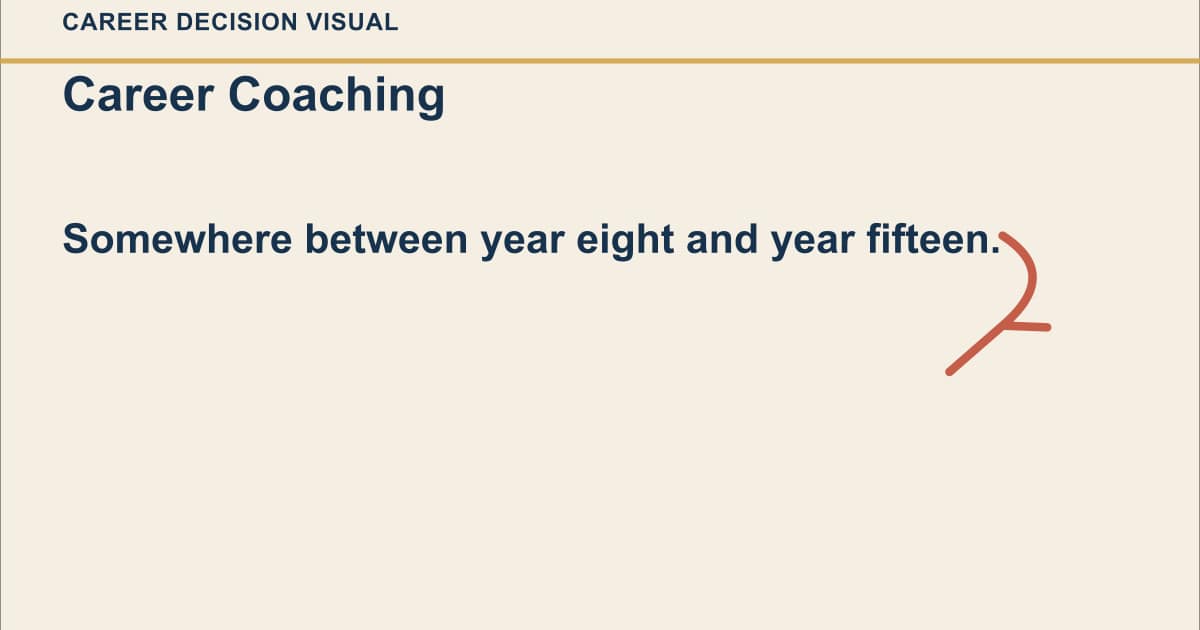 CAREER DECISION VISUAL
Career Coaching
Somewhere between year eight and year fifteen.